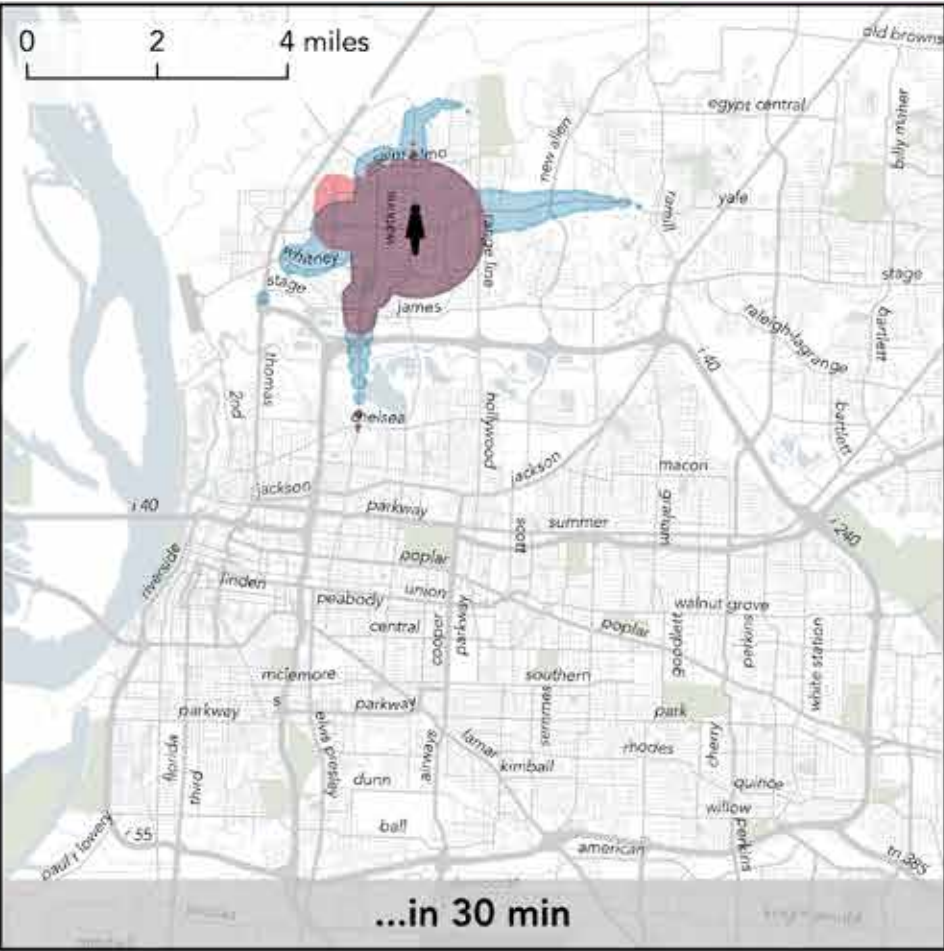 0 2 4 miles
old browns
egypt central
billy maher
new allen
watkins
ramill
yale
range line
whitney
stage
stage
james
raleigh-lagrange
bartlett
i 40
thomas
2nd
chelsea
hollywood
bartlett
jackson
macon
jackson
i 40
parkway
graham
scott
summer
i 240
riverside
poplar
linden
union
peabody
walnut grove
central
cooper
parkway
poplar
goodlett
perkins
white station
mclemore
southern
s
parkway
parkway
semmes
park
elvis presley
florida
third
airways
lamar
rhodes
cherry
kimball
dunn
quince
willow
ball
perkins
i 55
paul r lowery
american
tn 385
...in 30 min